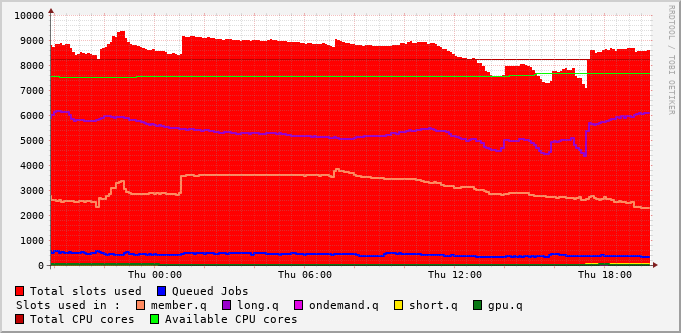 10000
9000
8000
7000
6000
5000
4000
3000
2000
1000
0
Thu 00:00 Thu 06:00 Thu 12:00 Thu 18:00
RRDTOOL / TOBI OETIKER
Total slots used Queued Jobs
Slots used in : member.q long.q ondemand.q short.q gpu.q
Total CPU cores Available CPU cores